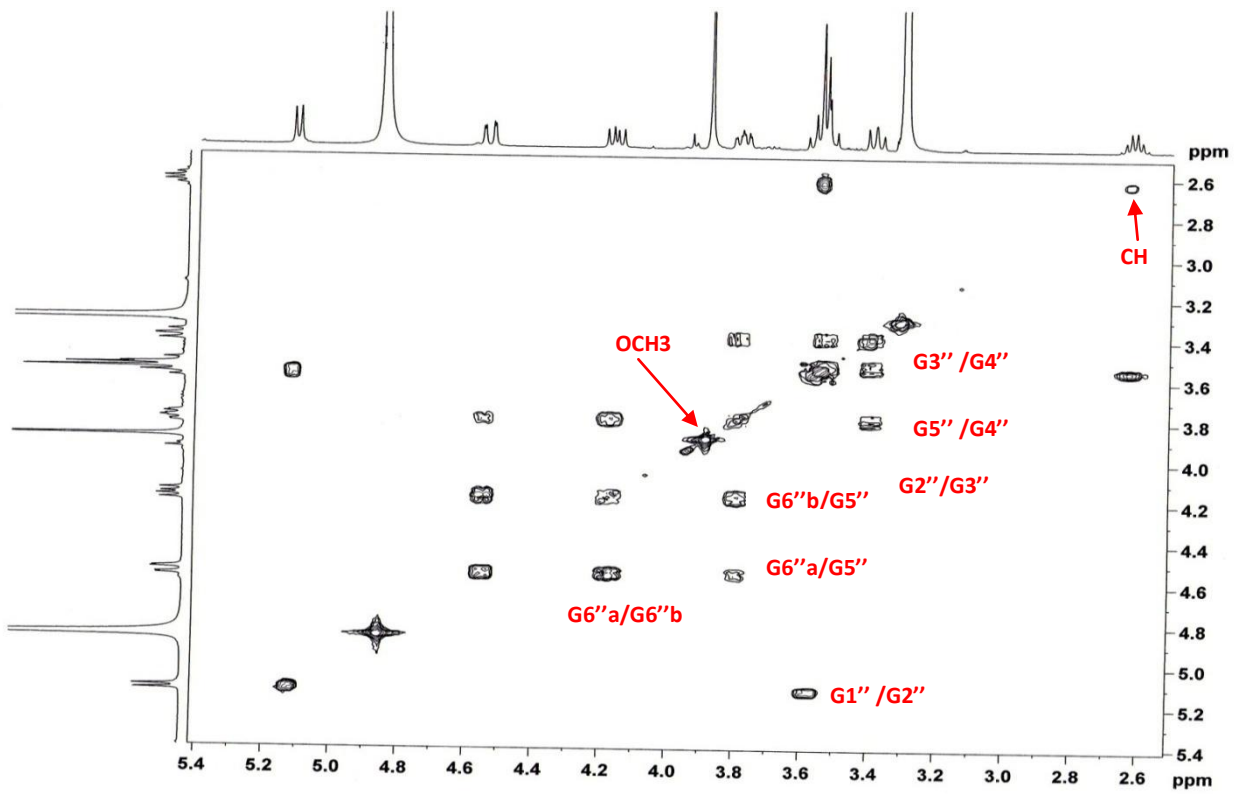 ppm
2.6
2.8
CH
3.0
3.2
OCH3
3.4
G3’’ /G4’’
3.6
G5’’ /G4’’
3.8
4.0
G6’’b/G5’’
G2’’/G3’’
4.2
4.4
G6’’a/G5’’
4.6
G6’’a/G6’’b
4.8
5.0
G1’’ /G2’’
5.2
5.4
5.4 5.2 5.0 4.8 4.6 4.4 4.2 4.0 3.8 3.6 3.4 3.2 3.0 2.8 2.6 ppm